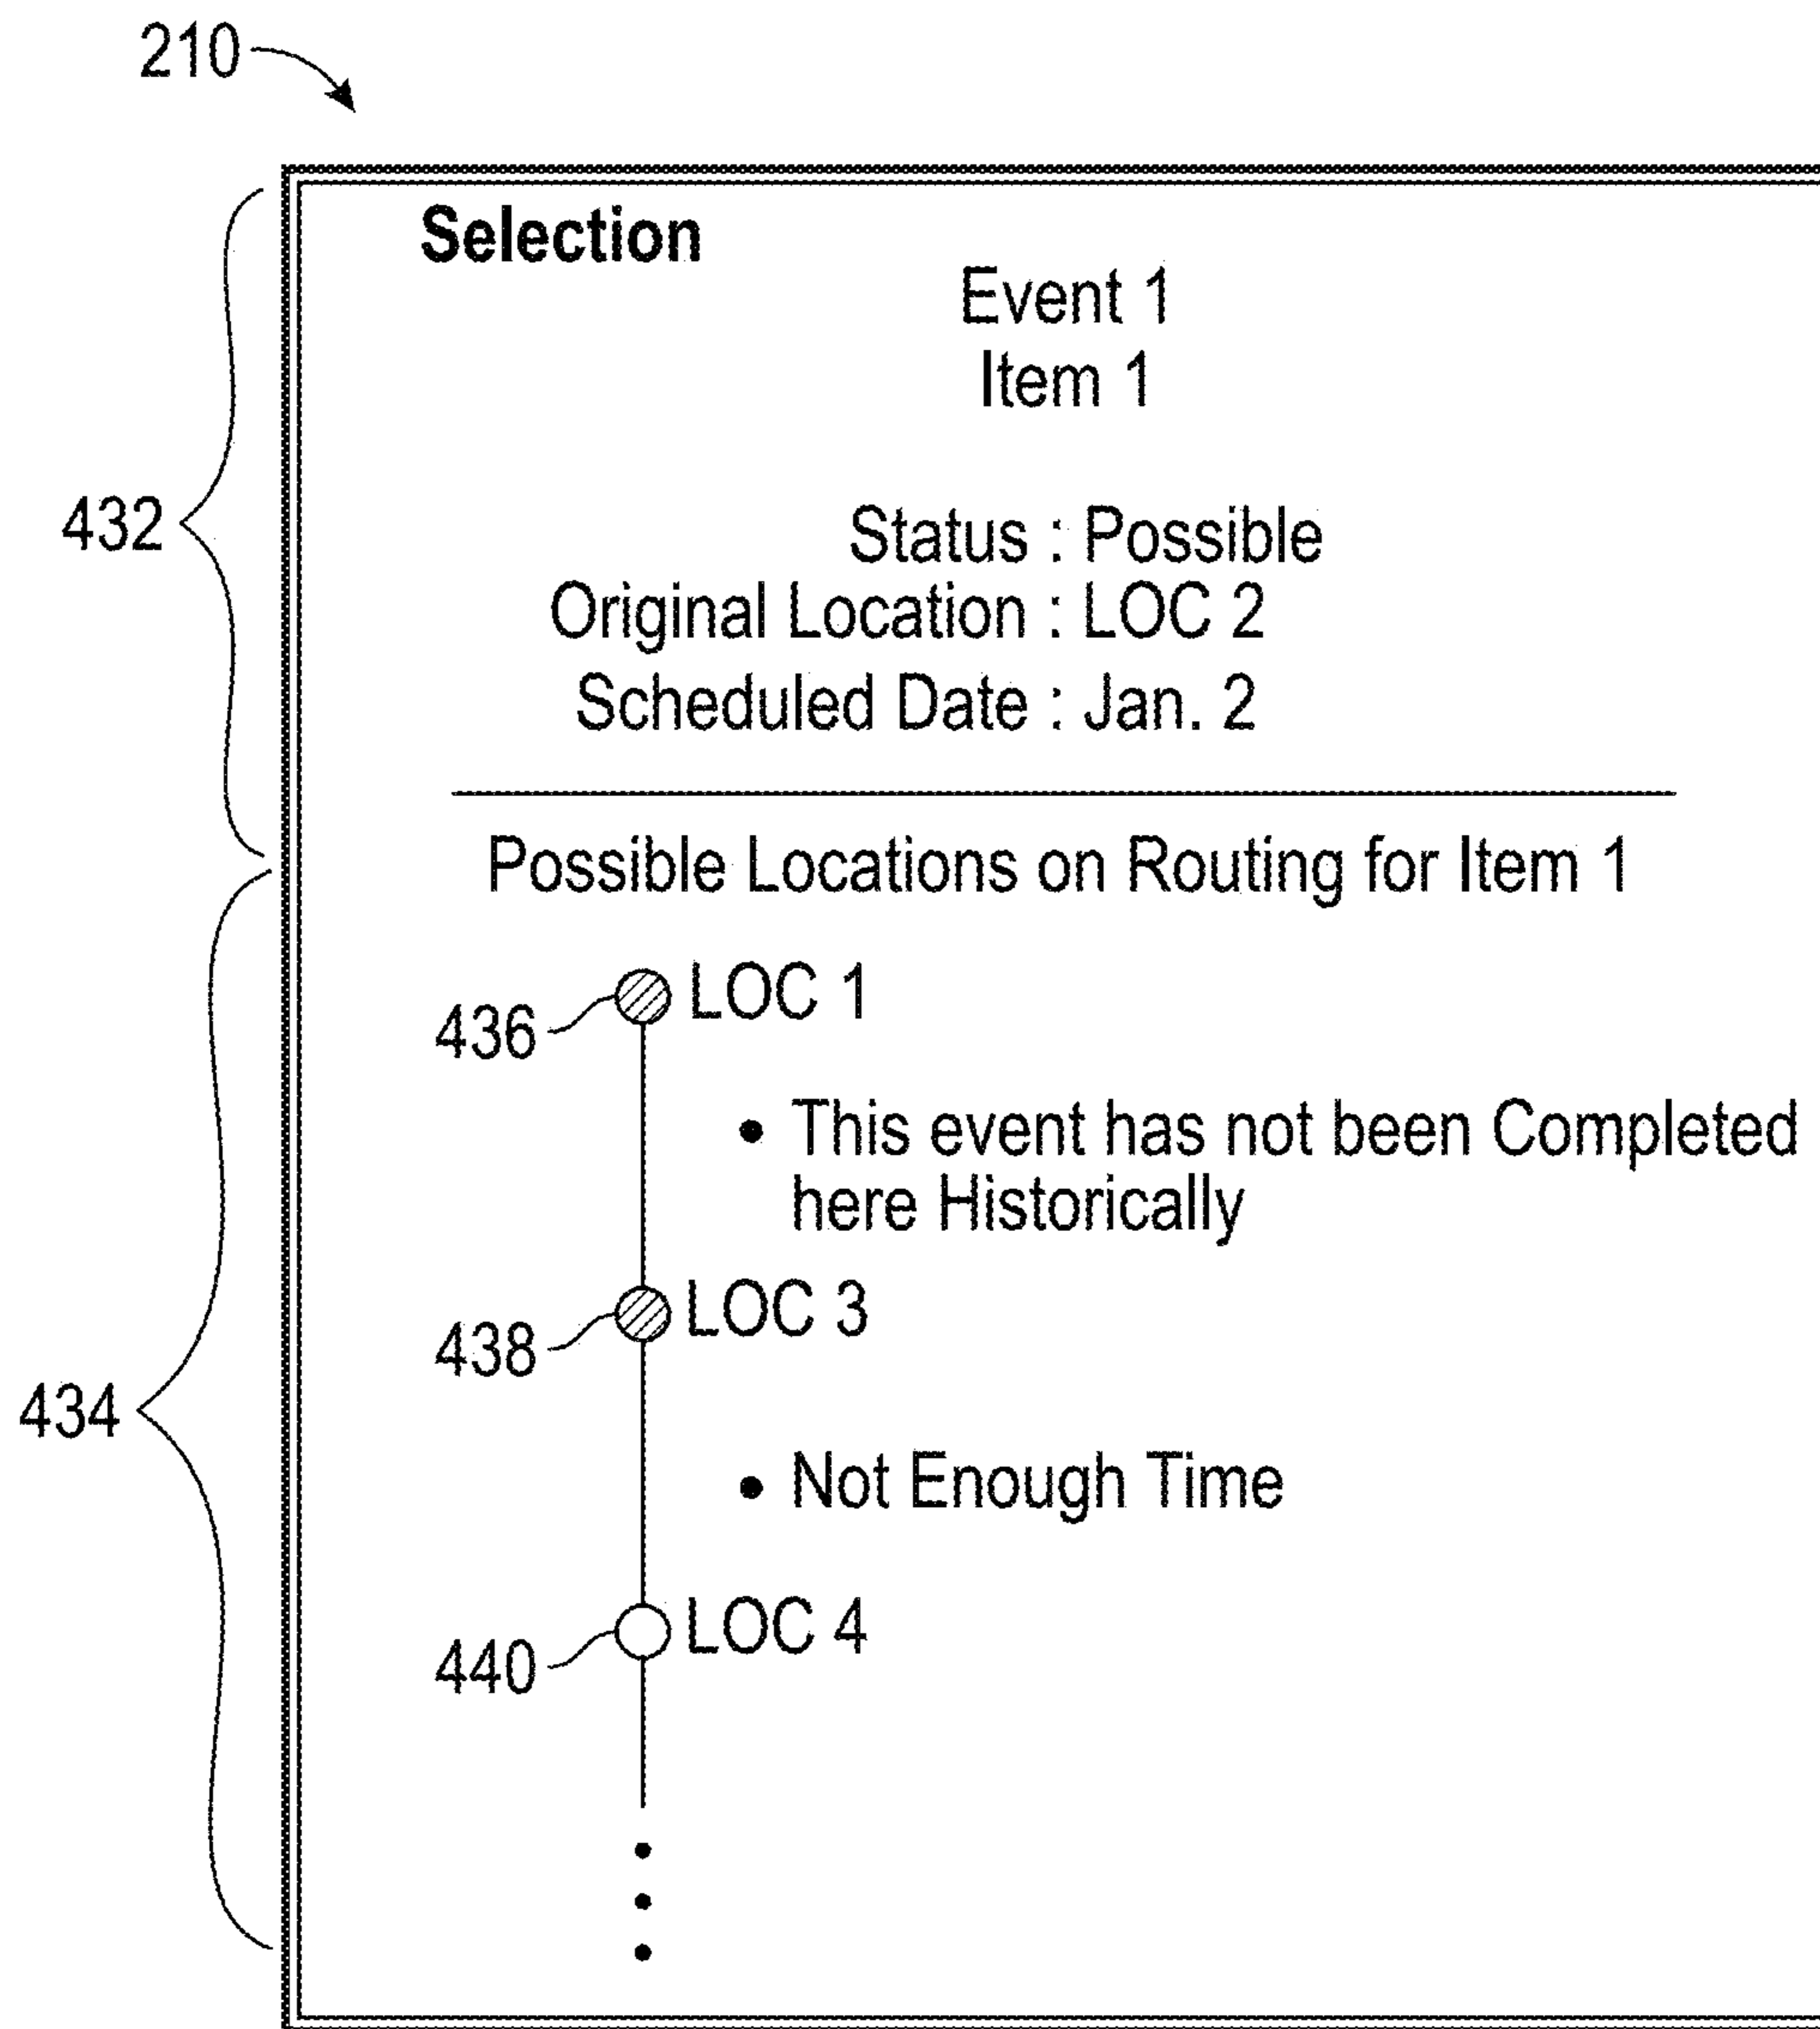 210
Selection
Event 1
Item 1
432
Status : Possible
Original Location : LOC 2
Scheduled Date : Jan. 2
Possible Locations on Routing for Item 1
LOC 1
436
• This event has not been Completed
here Historically
LOC 3
438
434
• Not Enough Time
LOC 4
440